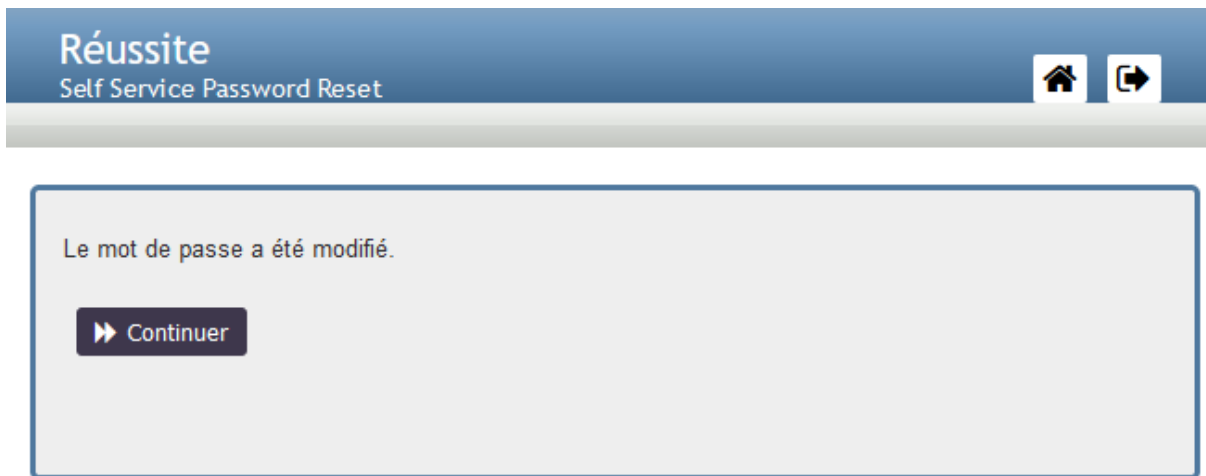 Réussite
Self Service Password Reset
Le mot de passe a été modifié.
Continuer